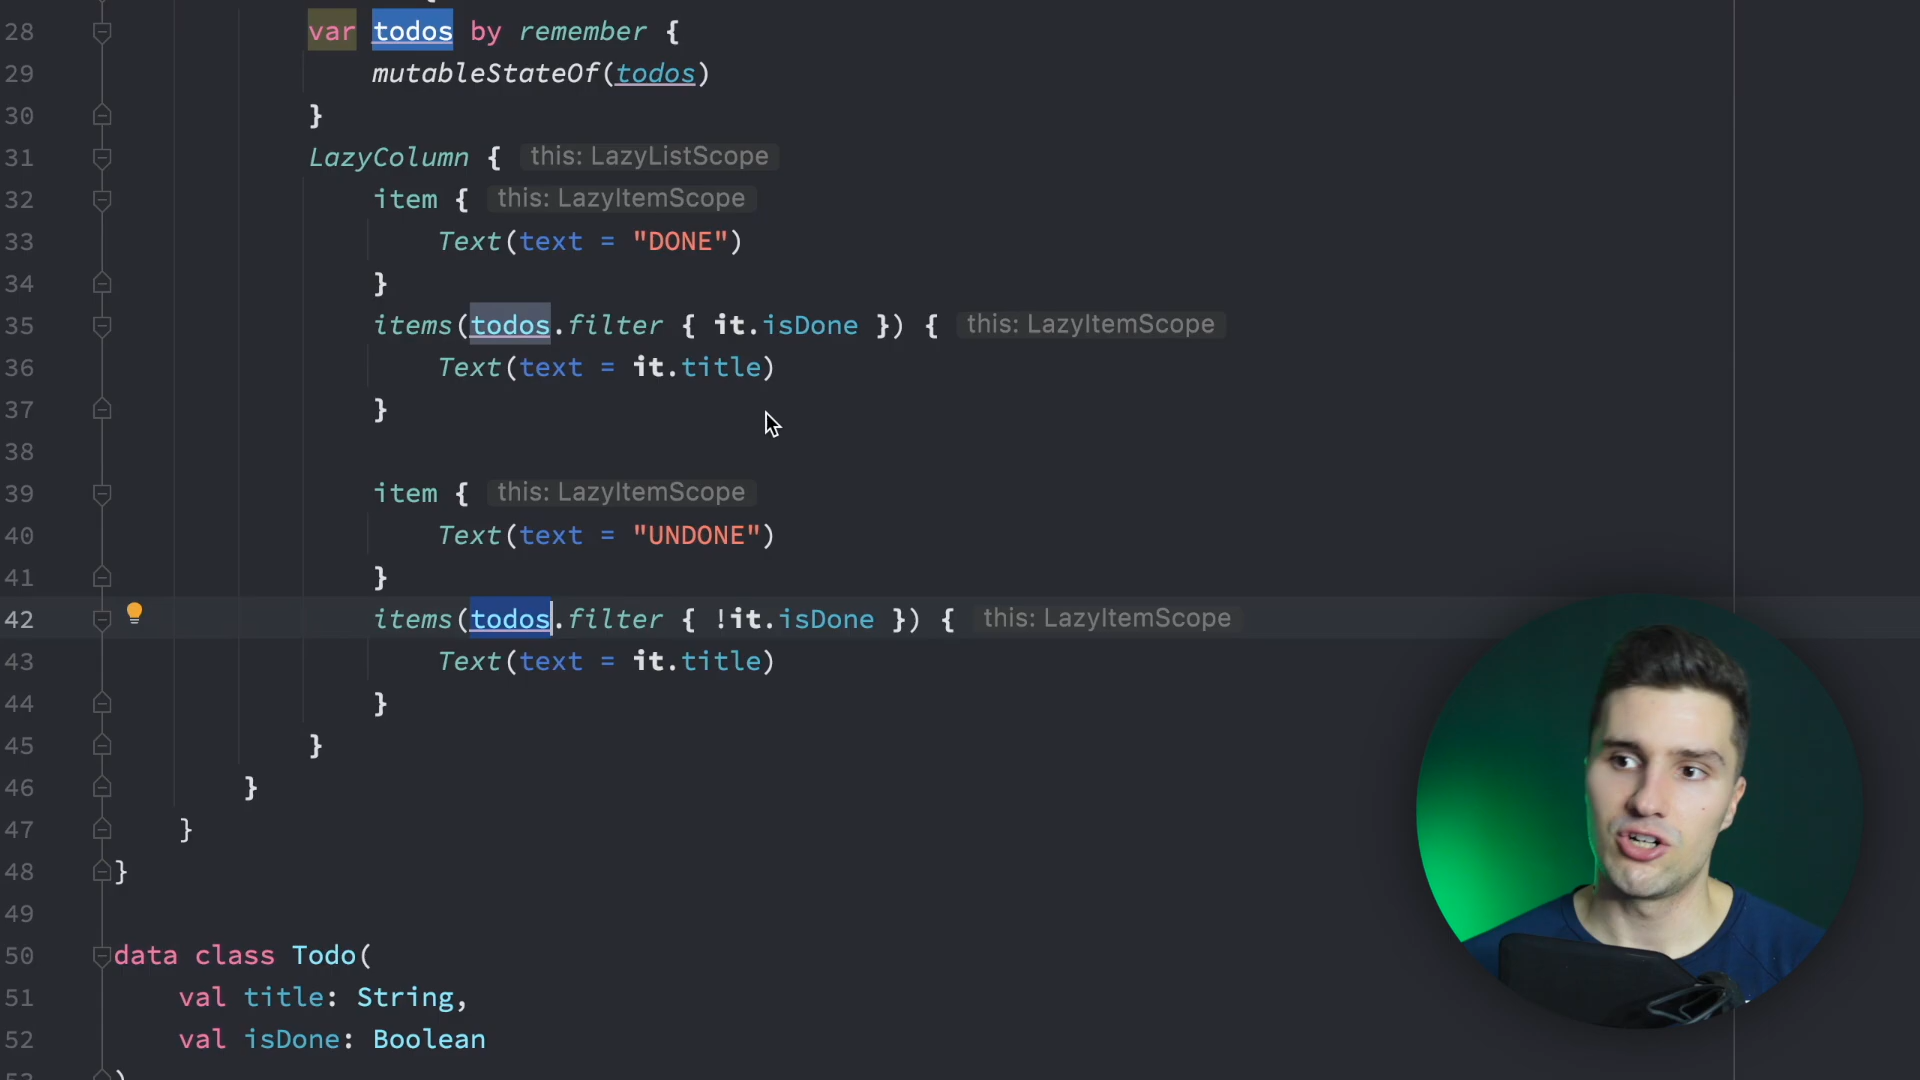 28 var todos by remember {
29 mutableStateOf(todos)
30 }
31 LazyColumn { this: LazyListScope
32 item { this: LazyItemScope
33 Text(text = "DONE")
34 }
35 items(todos.filter { it.isDone }) { this: LazyItemScope
36 Text(text = it.title)
37 }
38
39 item { this: LazyItemScope
40 Text(text = "UNDONE")
41 }
42 items(todos.filter { !it.isDone }) { this: LazyItemScope
43 Text(text = it.title)
44 }
45 }
46 }
47 }
48 }
49
50 data class Todo(
51 val title: String,
52 val isDone: Boolean